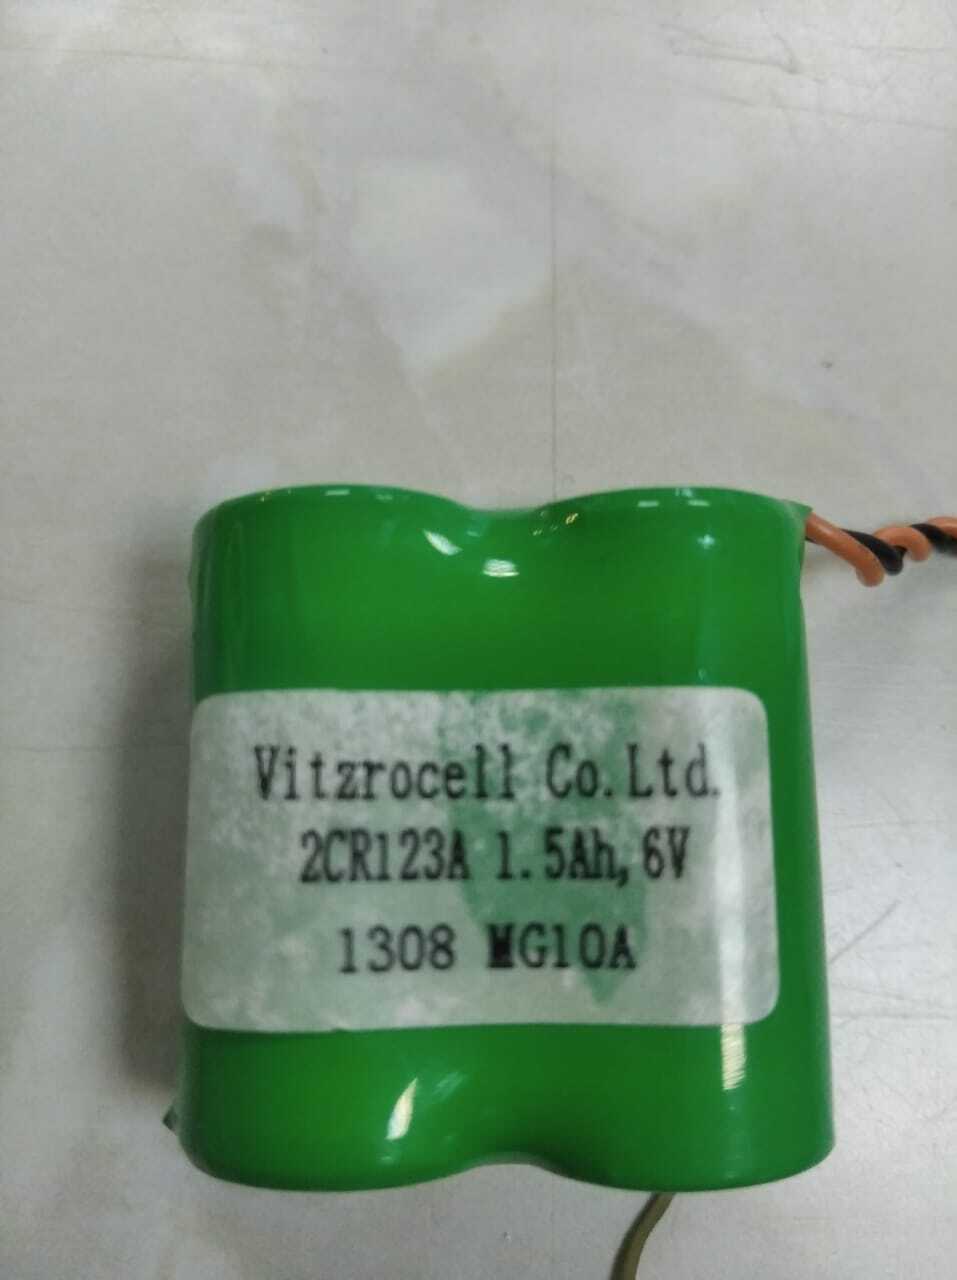 Vitzrocell Co.Ltd.
2CR123A 1.5Ah,6V
1308 MG10A